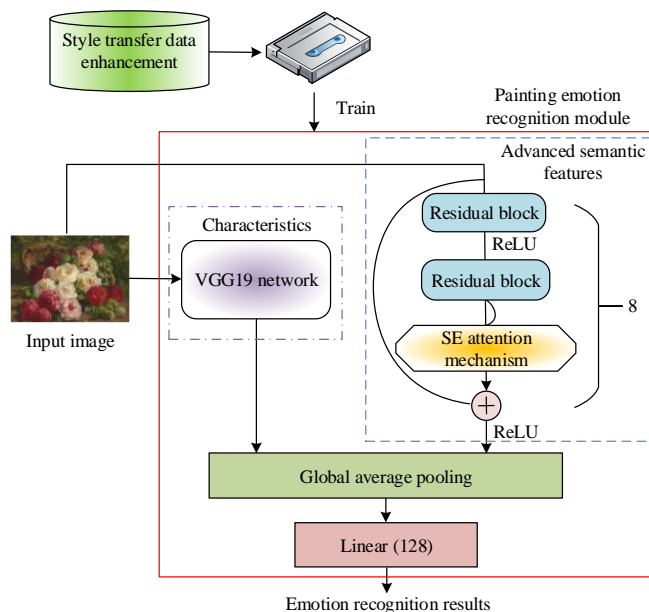 Style transfer data
enhancement
Train
Painting emotion
recognition module
Advanced semantic
features
Characteristics
Residual block
ReLU
VGG19 network
Residual block
8
Input image
SE attention
mechanism
+
ReLU
Global average pooling
Linear (128)
Emotion recognition results